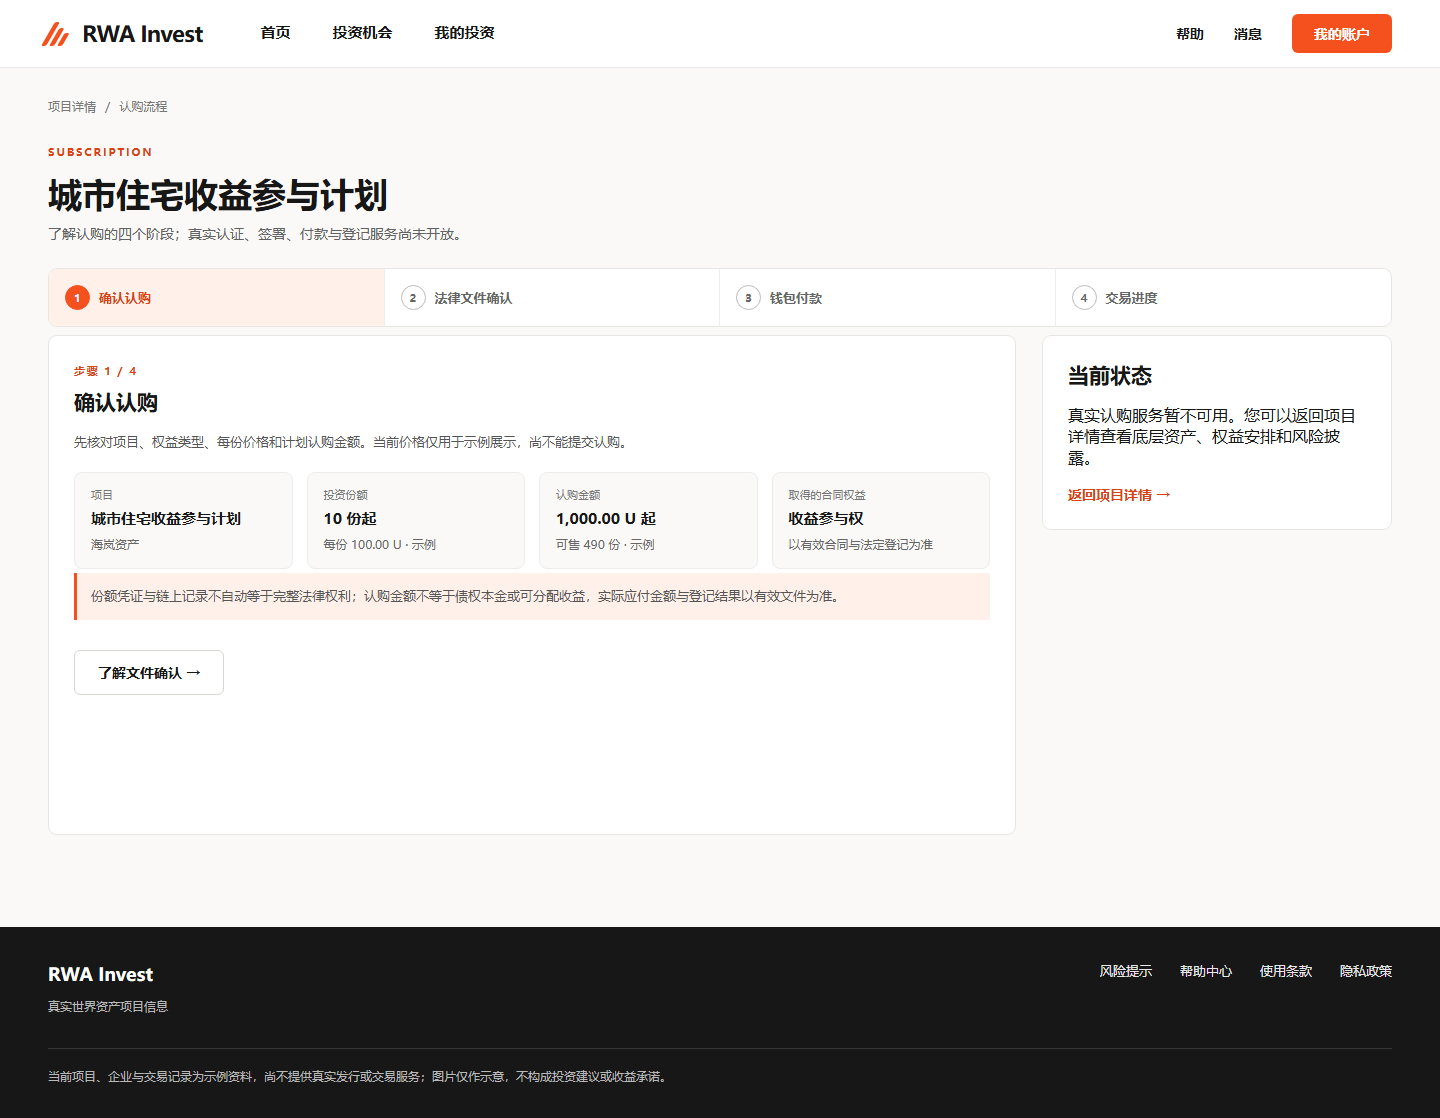 RWA Invest
首页
投资机会
我的投资
帮助
消息
我的账户
项目详情 / 认购流程
SUBSCRIPTION
城市住宅收益参与计划
了解认购的四个阶段；真实认证、签署、付款与登记服务尚未开放。
1 确认认购
2 法律文件确认
3 钱包付款
4 交易进度
步骤 1 / 4
确认认购
先核对项目、权益类型、每份价格和计划认购金额。当前价格仅用于示例展示，尚不能提交认购。
项目
城市住宅收益参与计划
海岚资产
投资份额
10 份起
每份 100.00 U · 示例
认购金额
1,000.00 U 起
可售 490 份 · 示例
取得的合同权益
收益参与权
以有效合同与法定登记为准
份额凭证与链上记录不自动等于完整法律权利；认购金额不等于债权本金或可分配收益，实际应付金额与登记结果以有效文件为准。
了解文件确认 →
当前状态
真实认购服务暂不可用。您可以返回项目
详情查看底层资产、权益安排和风险披
露。
返回项目详情 →
RWA Invest
真实世界资产项目信息
风险提示
帮助中心
使用条款
隐私政策
当前项目、企业与交易记录为示例资料，尚不提供真实发行或交易服务；图片仅作示意，不构成投资建议或收益承诺。